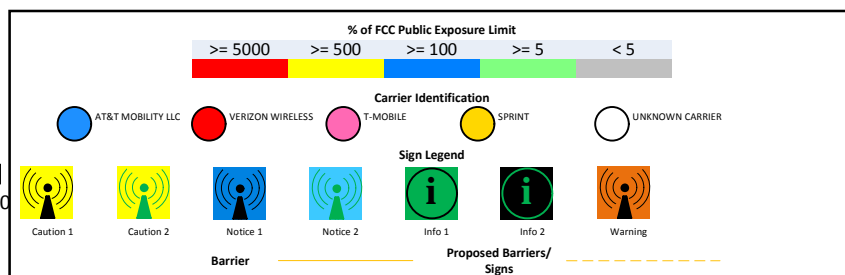 % of FCC Public Exposure Limit
>= 5000 >= 500 >= 100 >= 5 < 5
Carrier Identification
AT&T MOBILITY LLC VERIZON WIRELESS T-MOBILE SPRINT UNKNOWN CARRIER
Sign Legend
i i
0
Caution 1 Caution 2 Notice 1 Notice 2 Info 1 Info 2 Warning
Barrier Proposed Barriers/
Signs